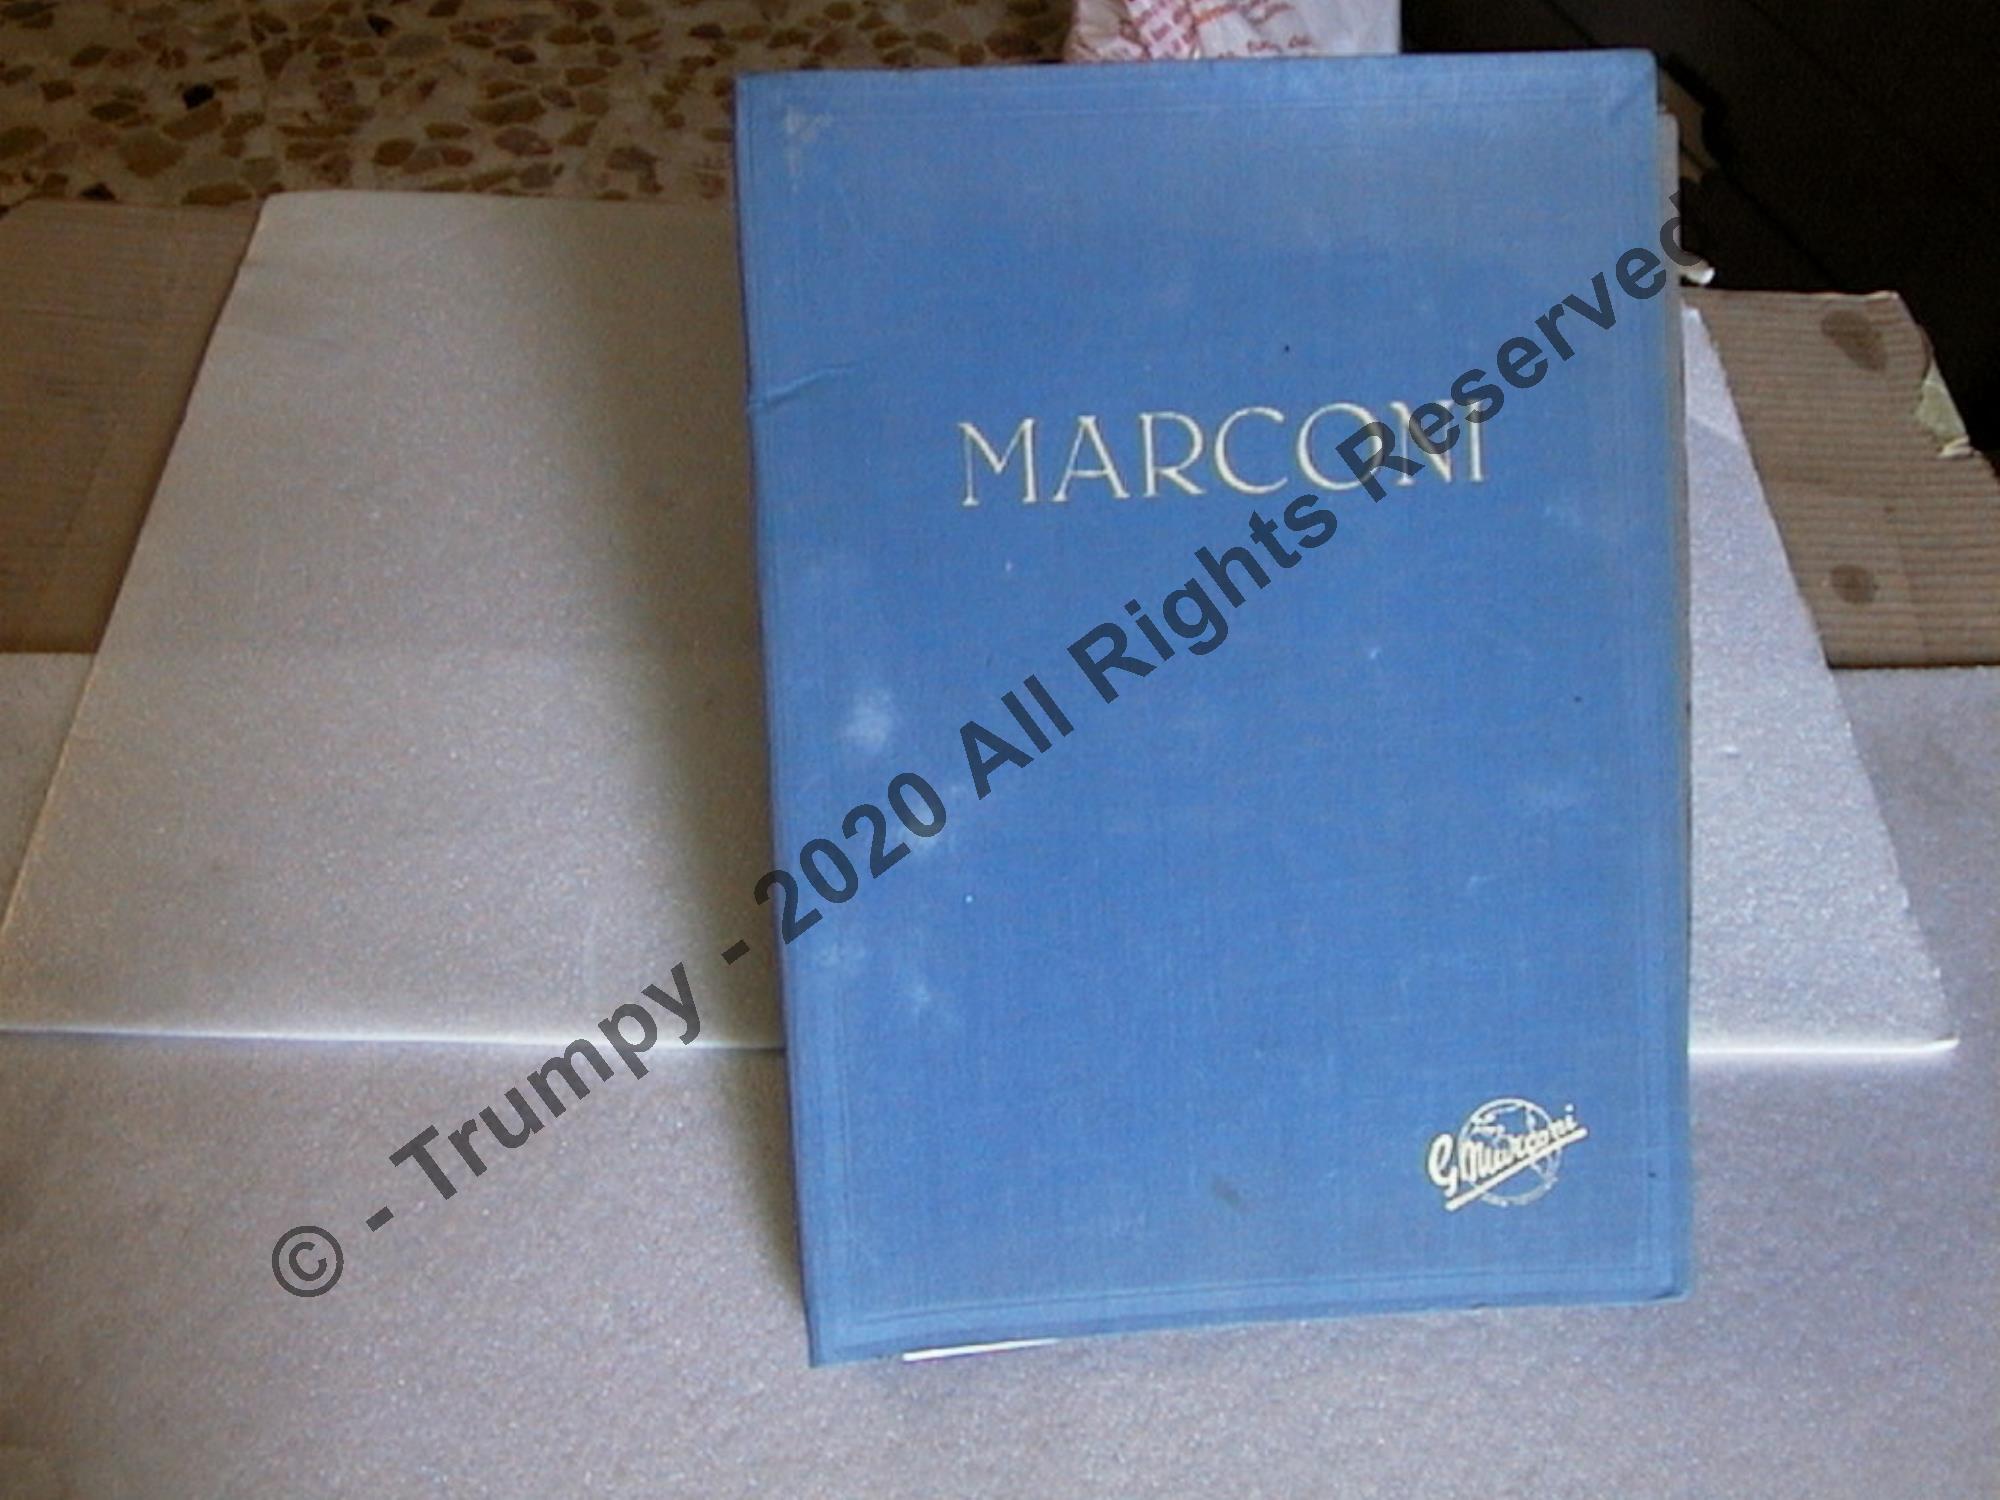 MARCONI
G. Marconi
© - Trumpy - 2020 All Rights Reserved